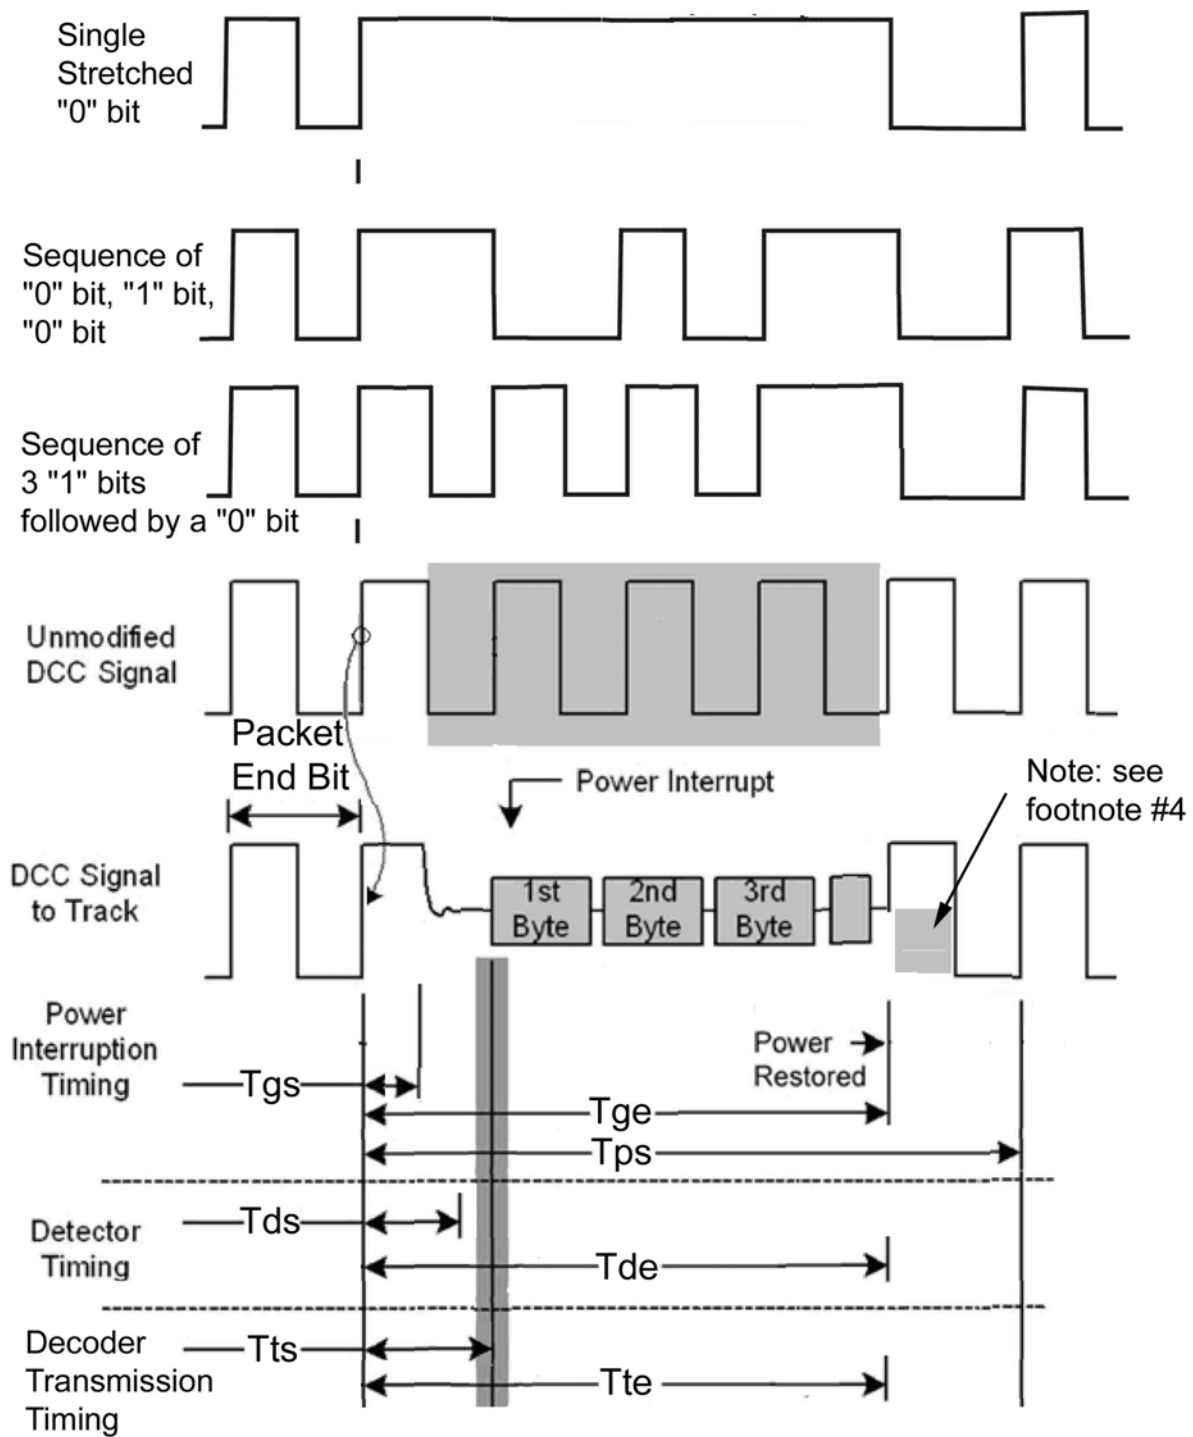 Single
Stretched
"0" bit
Sequence of
"0" bit, "1" bit,
"0" bit
Sequence of
3 "1" bits
followed by a "0" bit
Unmodified
DCC Signal
Packet
End Bit
Power Interrupt
Note: see
footnote #4
DCC Signal
to Track
1st
Byte
2nd
Byte
3rd
Byte
Power
Interruption
Timing
Power
Restored
Tgs
Tge
Tps
Detector
Timing
Tds
Tde
Decoder
Transmission
Timing
Tts
Tte